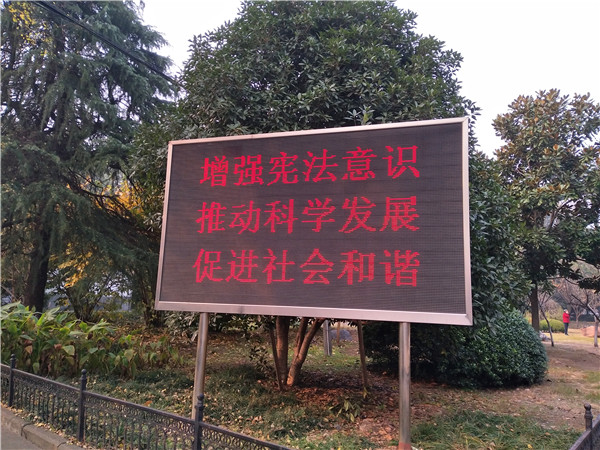 增强宪法意识
推动科学发展
促进社会和谐